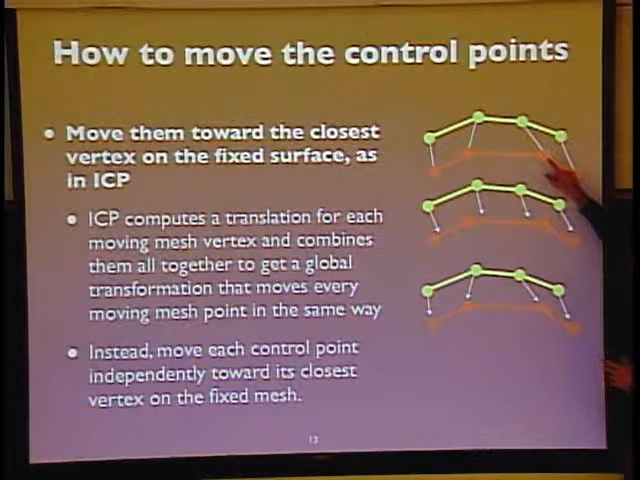 How to move the control points
• Move them toward the closest
vertex on the fixed surface, as
in ICP
• ICP computes a translation for each
moving mesh vertex and combines
them all together to get a global
transformation that moves every
moving mesh point in the same way
• Instead, move each control point
independently toward its closest
vertex on the fixed mesh.
13